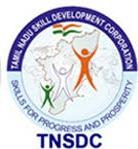 TAMIL NADU SKILL DEVELOPMENT CORPORATION
SKILLS FOR PROGRESS AND PROSPERITY
TNSDC